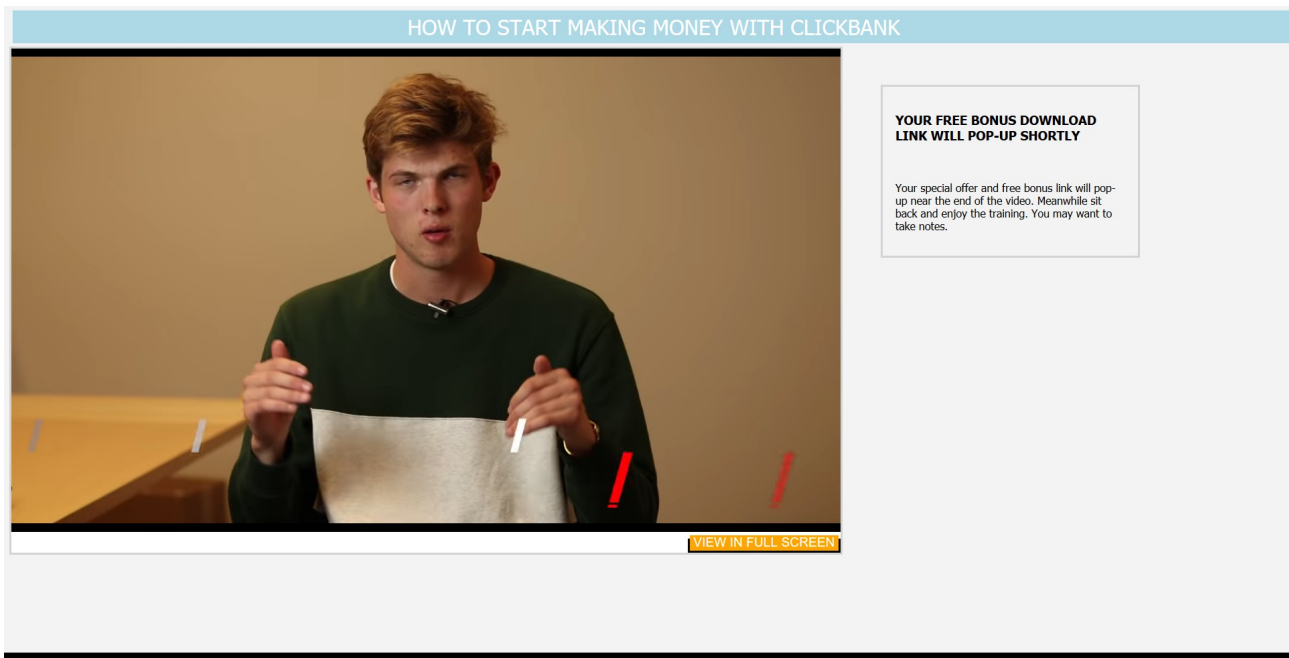 HOW TO START MAKING MONEY WITH CLICKBANK
YOUR FREE BONUS DOWNLOAD
LINK WILL POP-UP SHORTLY
Your special offer and free bonus link will pop-
up near the end of the video. Meanwhile sit
back and enjoy the training. You may want to
take notes.
VIEW IN FULL SCREEN